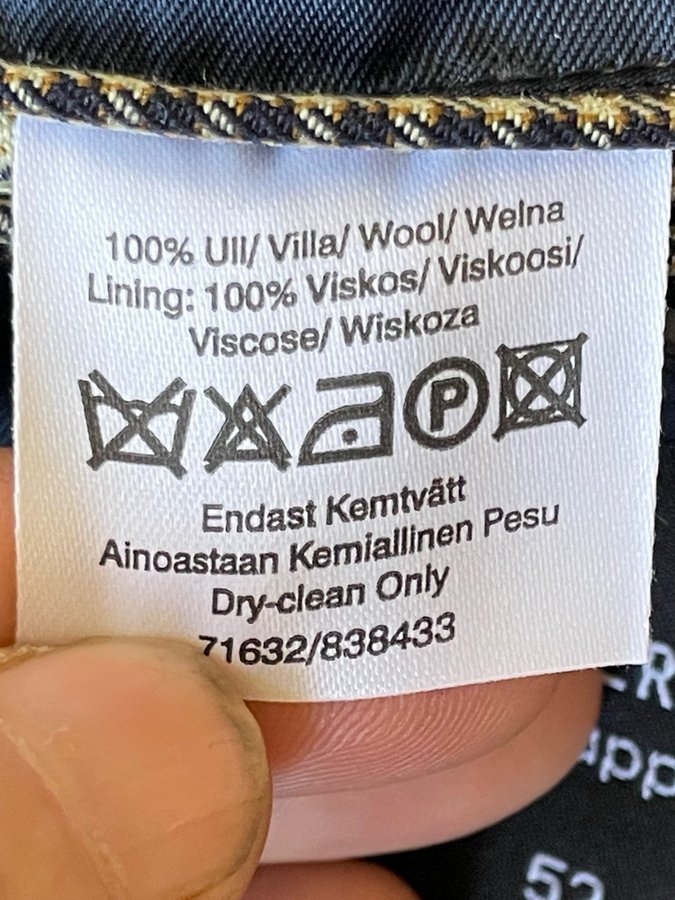 100% Ull/ Villa/ Wool/ Wełna
Lining: 100% Viskos/ Viskoosi/
Viscose/ Wiskoza
P
Endast Kemtvätt
Ainoastaan Kemiallinen Pesu
Dry-clean Only
71632/838433